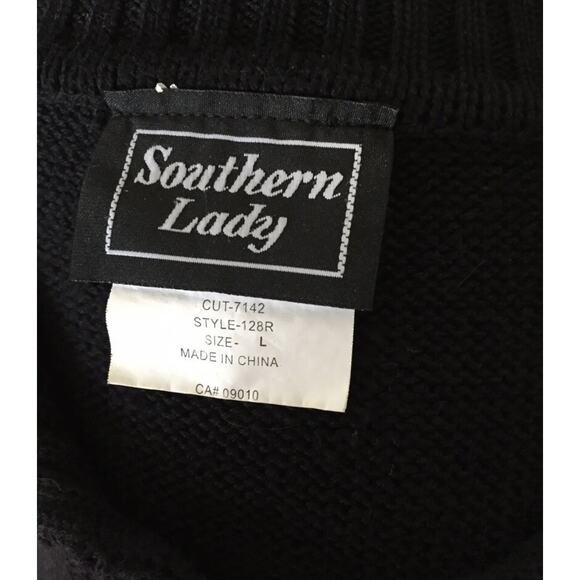 Southern
Lady
CUT-7142
STYLE-128R
SIZE- L
MADE IN CHINA
CA# 09010